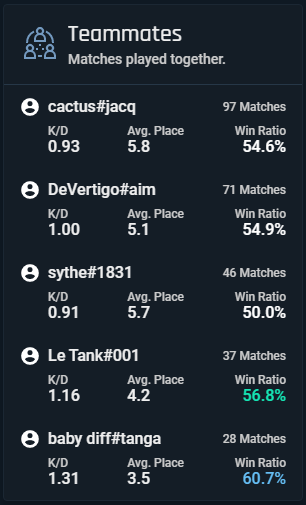 Teammates
Matches played together.
cactus#jacq 97 Matches
K/D Avg. Place Win Ratio
0.93 5.8 54.6%
DeVertigo#aim 71 Matches
K/D Avg. Place Win Ratio
1.00 5.1 54.9%
sythe#1831 46 Matches
K/D Avg. Place Win Ratio
0.91 5.7 50.0%
Le Tank#001 37 Matches
K/D Avg. Place Win Ratio
1.16 4.2 56.8%
baby diff#tanga 28 Matches
K/D Avg. Place Win Ratio
1.31 3.5 60.7%